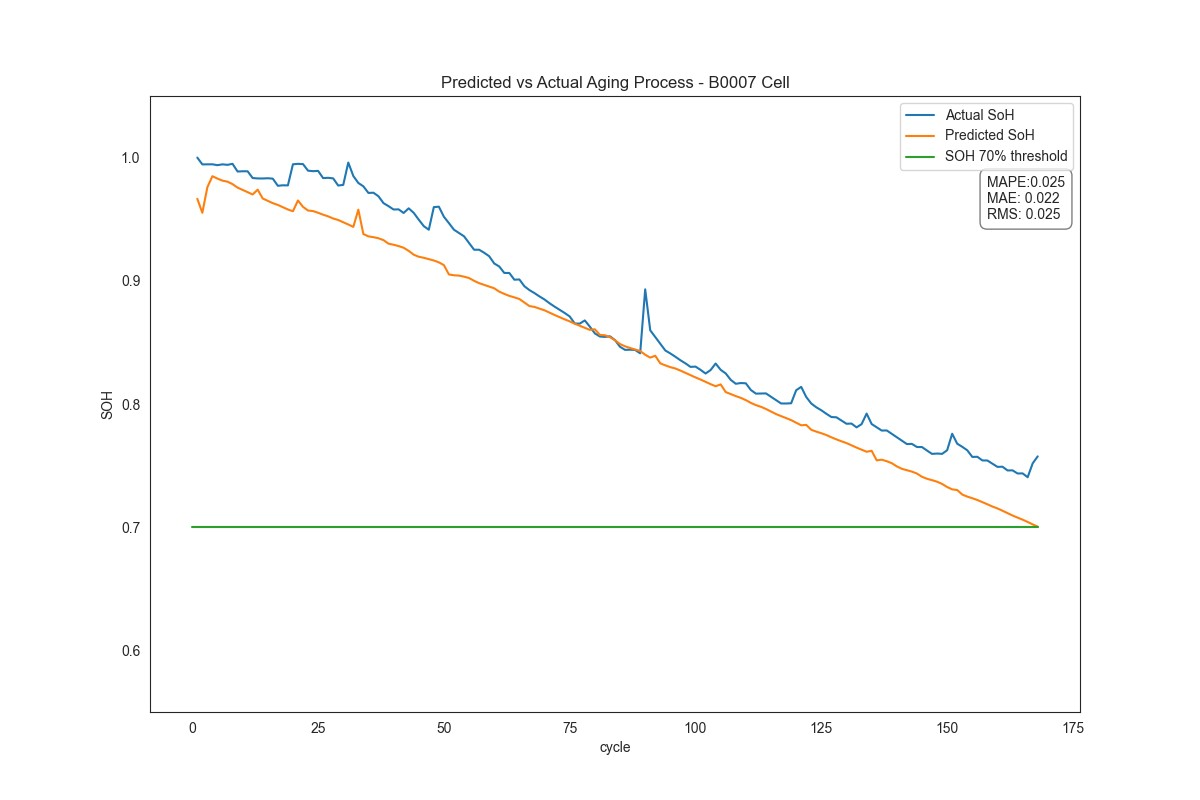 Predicted vs Actual Aging Process - B0007 Cell
Actual SoH
Predicted SoH
SOH 70% threshold
MAPE:0.025
MAE: 0.022
RMS: 0.025
1.0
0.9
0.8
0.7
0.6
SOH
0 25 50 75 100 125 150 175
cycle